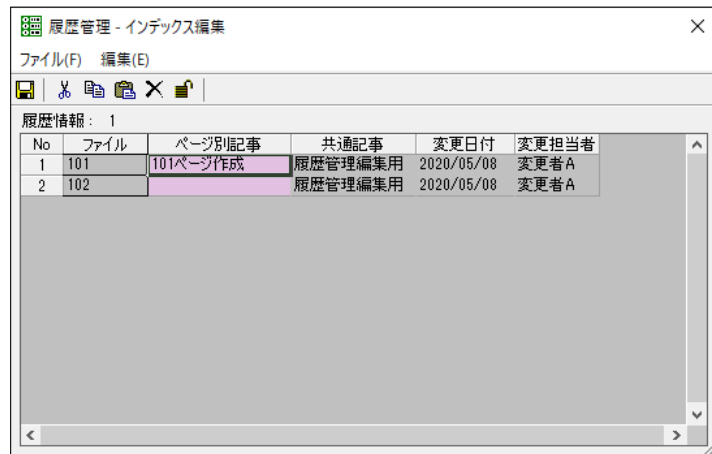 履歴管理 - インデックス編集
ファイル(F) 編集(E)
履歴情報： 1
No ファイル ページ別記事 共通記事 変更日付 変更担当者
1 101 101ページ作成 履歴管理編集用 2020/05/08 変更者A
2 102 履歴管理編集用 2020/05/08 変更者A